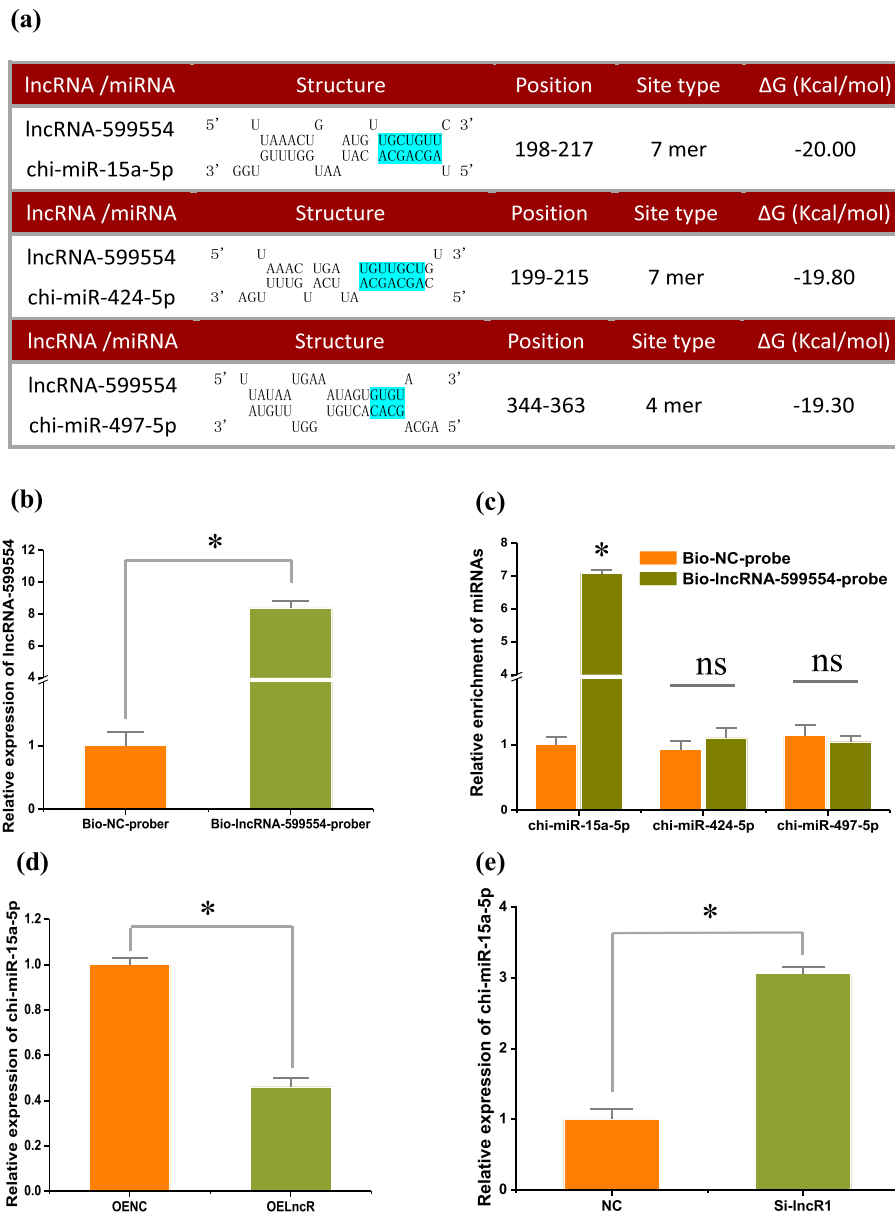 (a)
lncRNA /miRNA Structure Position Site type ΔG (Kcal/mol)
lncRNA-599554
chi-miR-15a-5p
5' U G U C 3'
UAAACU AUG UGCUGUU
GUUUGG UAC ACGACGA
3' GGU UAA U 5'
198-217 7 mer -20.00
lncRNA /miRNA Structure Position Site type ΔG (Kcal/mol)
lncRNA-599554
chi-miR-424-5p
5' U U 3'
AAAC UGA UGUUGCUG
UUUG ACU ACGACGAC
3' AGU U UA 5'
199-215 7 mer -19.80
lncRNA /miRNA Structure Position Site type ΔG (Kcal/mol)
lncRNA-599554
chi-miR-497-5p
5' U UGAA A 3'
UAUAA AUAGUGUGU
AUGUU UGUCACACG
3' UGG ACGA 5'
344-363 4 mer -19.30
(b)
Relative expression of lncRNA-599554
12
10
8
6
4
1
0
*
Bio-NC-prober Bio-lncRNA-599554-prober
(c)
Relative enrichment of miRNAs
8
7
6
5
4
1
0
Bio-NC-probe
Bio-lncRNA-599554-probe
*
ns
ns
chi-miR-15a-5p chi-miR-424-5p chi-miR-497-5p
(d)
Relative expression of chi-miR-15a-5p
1.2
1.0
0.8
0.6
0.4
0.2
0.0
*
OENC OELncR
(e)
Relative expression of chi-miR-15a-5p
4
3
2
1
0
*
NC Si-lncR1